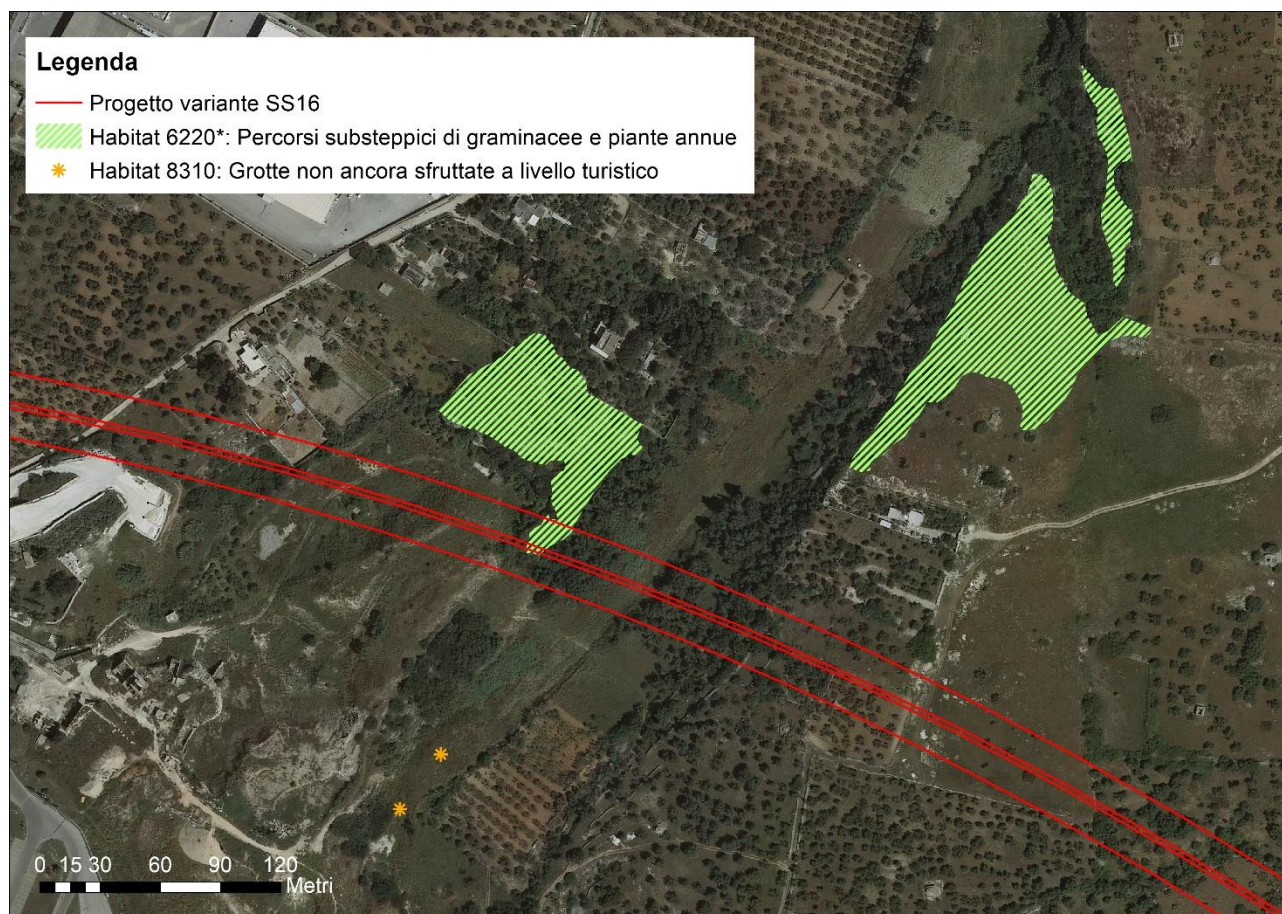 Legenda
Progetto variante SS16
Habitat 6220*: Percorsi substeppici di graminacee e piante annue
Habitat 8310: Grotte non ancora sfruttate a livello turistico
0 15 30 60 90 120
Metri